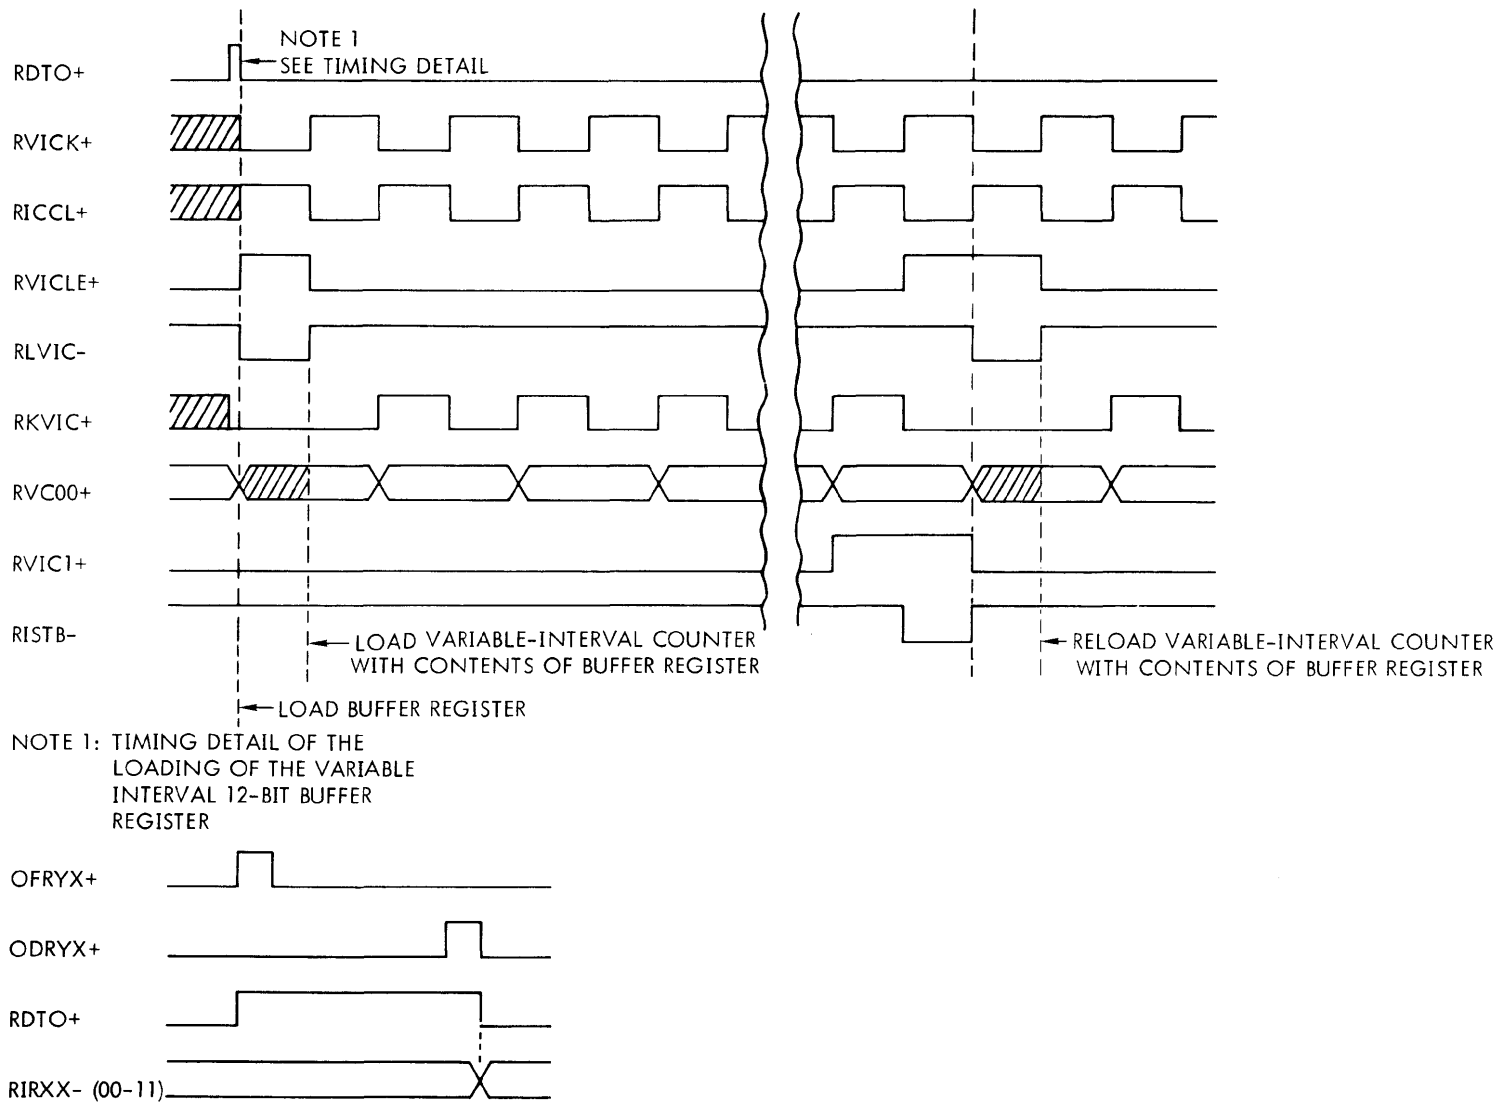 NOTE 1
RDTO+
SEE TIMING DETAIL
RVICK+
RICCL+
RVICLE+
RLVIC-
RKVIC+
RVC00+
RVIC1+
RISTB-
LOAD VARIABLE-INTERVAL COUNTER
WITH CONTENTS OF BUFFER REGISTER
RELOAD VARIABLE-INTERVAL COUNTER
WITH CONTENTS OF BUFFER REGISTER
LOAD BUFFER REGISTER
NOTE 1: TIMING DETAIL OF THE
LOADING OF THE VARIABLE
INTERVAL 12-BIT BUFFER
REGISTER
OFRYX+
ODRYX+
RDTO+
RIRXX- (00-11)